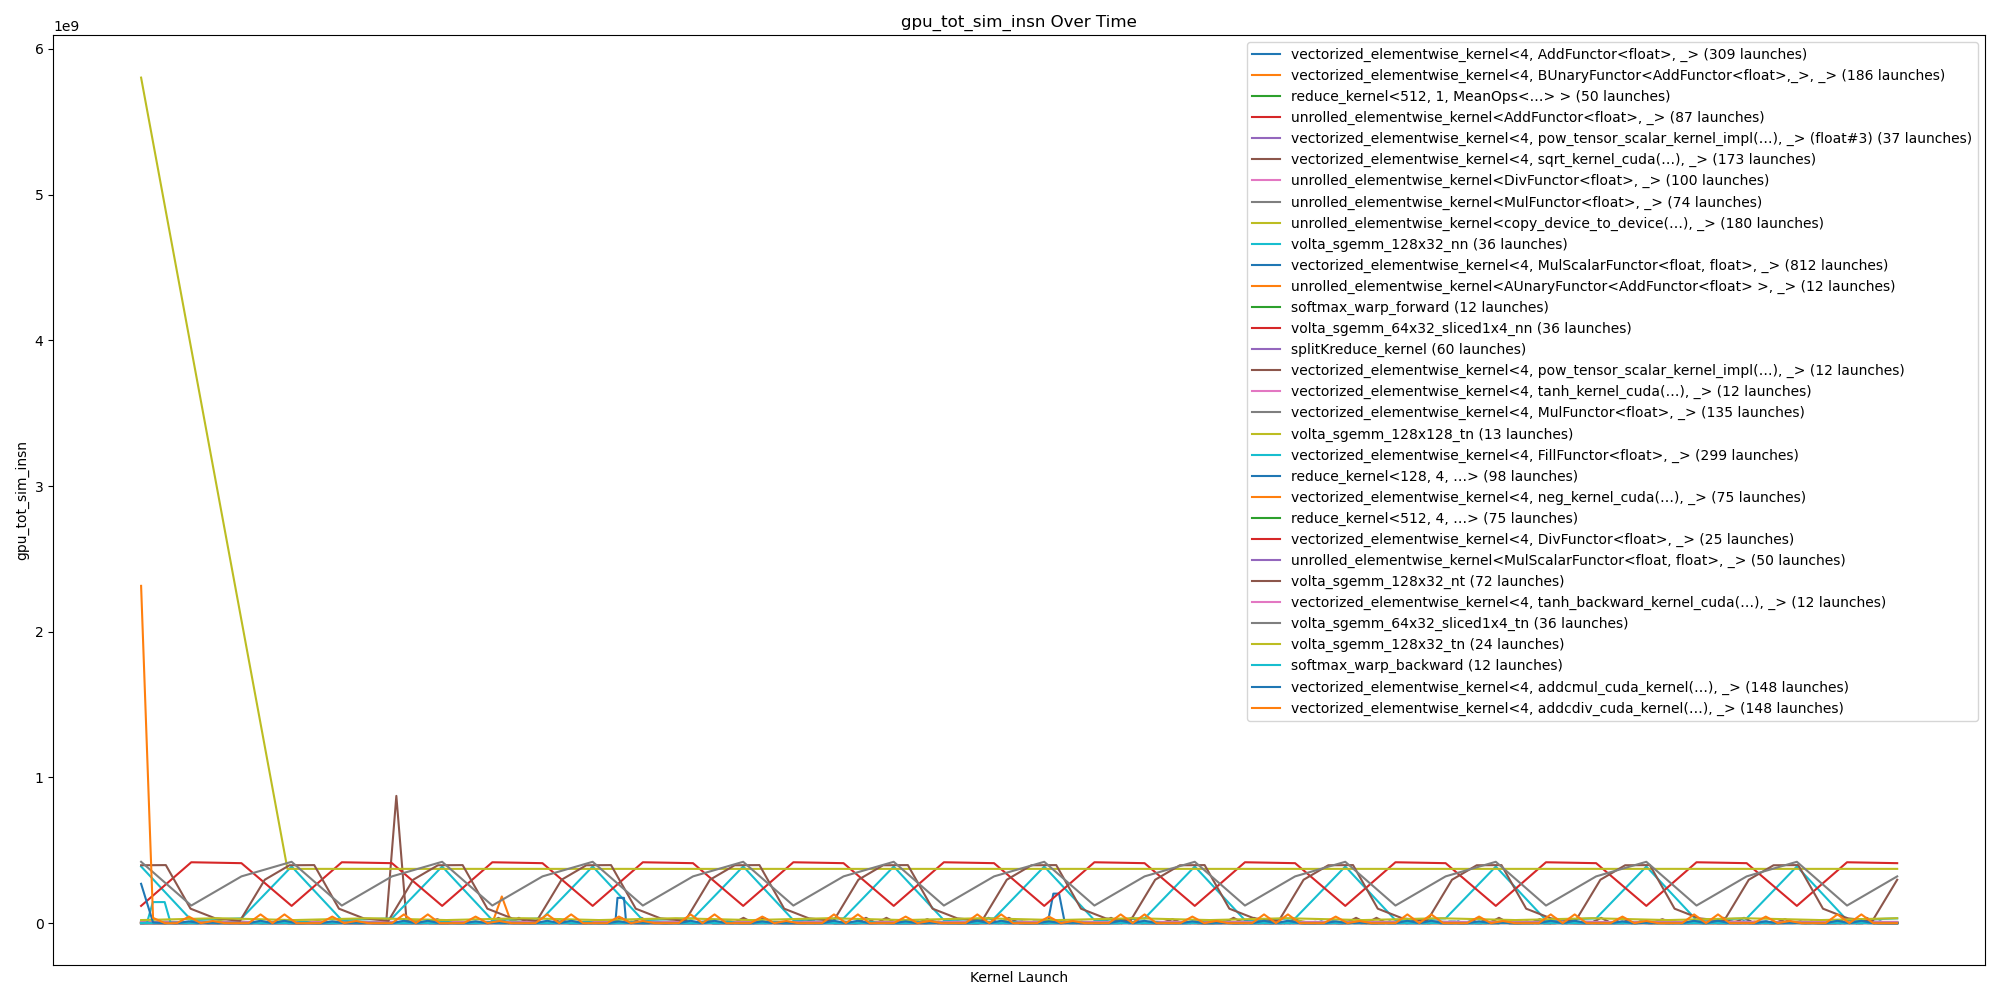 gpu_tot_sim_insn Over Time
1e9
6
5
4
3
2
1
0
gpu_tot_sim_insn
Kernel Launch
vectorized_elementwise_kernel<4, AddFunctor<float>, _> (309 launches)
vectorized_elementwise_kernel<4, BUnaryFunctor<AddFunctor<float>,_>, _> (186 launches)
reduce_kernel<512, 1, MeanOps<...> > (50 launches)
unrolled_elementwise_kernel<AddFunctor<float>, _> (87 launches)
vectorized_elementwise_kernel<4, pow_tensor_scalar_kernel_impl(...), _> (float#3) (37 launches)
vectorized_elementwise_kernel<4, sqrt_kernel_cuda(...), _> (173 launches)
unrolled_elementwise_kernel<DivFunctor<float>, _> (100 launches)
unrolled_elementwise_kernel<MulFunctor<float>, _> (74 launches)
unrolled_elementwise_kernel<copy_device_to_device(...), _> (180 launches)
volta_sgemm_128x32_nn (36 launches)
vectorized_elementwise_kernel<4, MulScalarFunctor<float, float>, _> (812 launches)
unrolled_elementwise_kernel<AUnaryFunctor<AddFunctor<float> >, _> (12 launches)
softmax_warp_forward (12 launches)
volta_sgemm_64x32_sliced1x4_nn (36 launches)
splitKreduce_kernel (60 launches)
vectorized_elementwise_kernel<4, pow_tensor_scalar_kernel_impl(...), _> (12 launches)
vectorized_elementwise_kernel<4, tanh_kernel_cuda(...), _> (12 launches)
vectorized_elementwise_kernel<4, MulFunctor<float>, _> (135 launches)
volta_sgemm_128x128_tn (13 launches)
vectorized_elementwise_kernel<4, FillFunctor<float>, _> (299 launches)
reduce_kernel<128, 4, ...> (98 launches)
vectorized_elementwise_kernel<4, neg_kernel_cuda(...), _> (75 launches)
reduce_kernel<512, 4, ...> (75 launches)
vectorized_elementwise_kernel<4, DivFunctor<float>, _> (25 launches)
unrolled_elementwise_kernel<MulScalarFunctor<float, float>, _> (50 launches)
volta_sgemm_128x32_nt (72 launches)
vectorized_elementwise_kernel<4, tanh_backward_kernel_cuda(...), _> (12 launches)
volta_sgemm_64x32_sliced1x4_tn (36 launches)
volta_sgemm_128x32_tn (24 launches)
softmax_warp_backward (12 launches)
vectorized_elementwise_kernel<4, addcmul_cuda_kernel(...), _> (148 launches)
vectorized_elementwise_kernel<4, addcdiv_cuda_kernel(...), _> (148 launches)